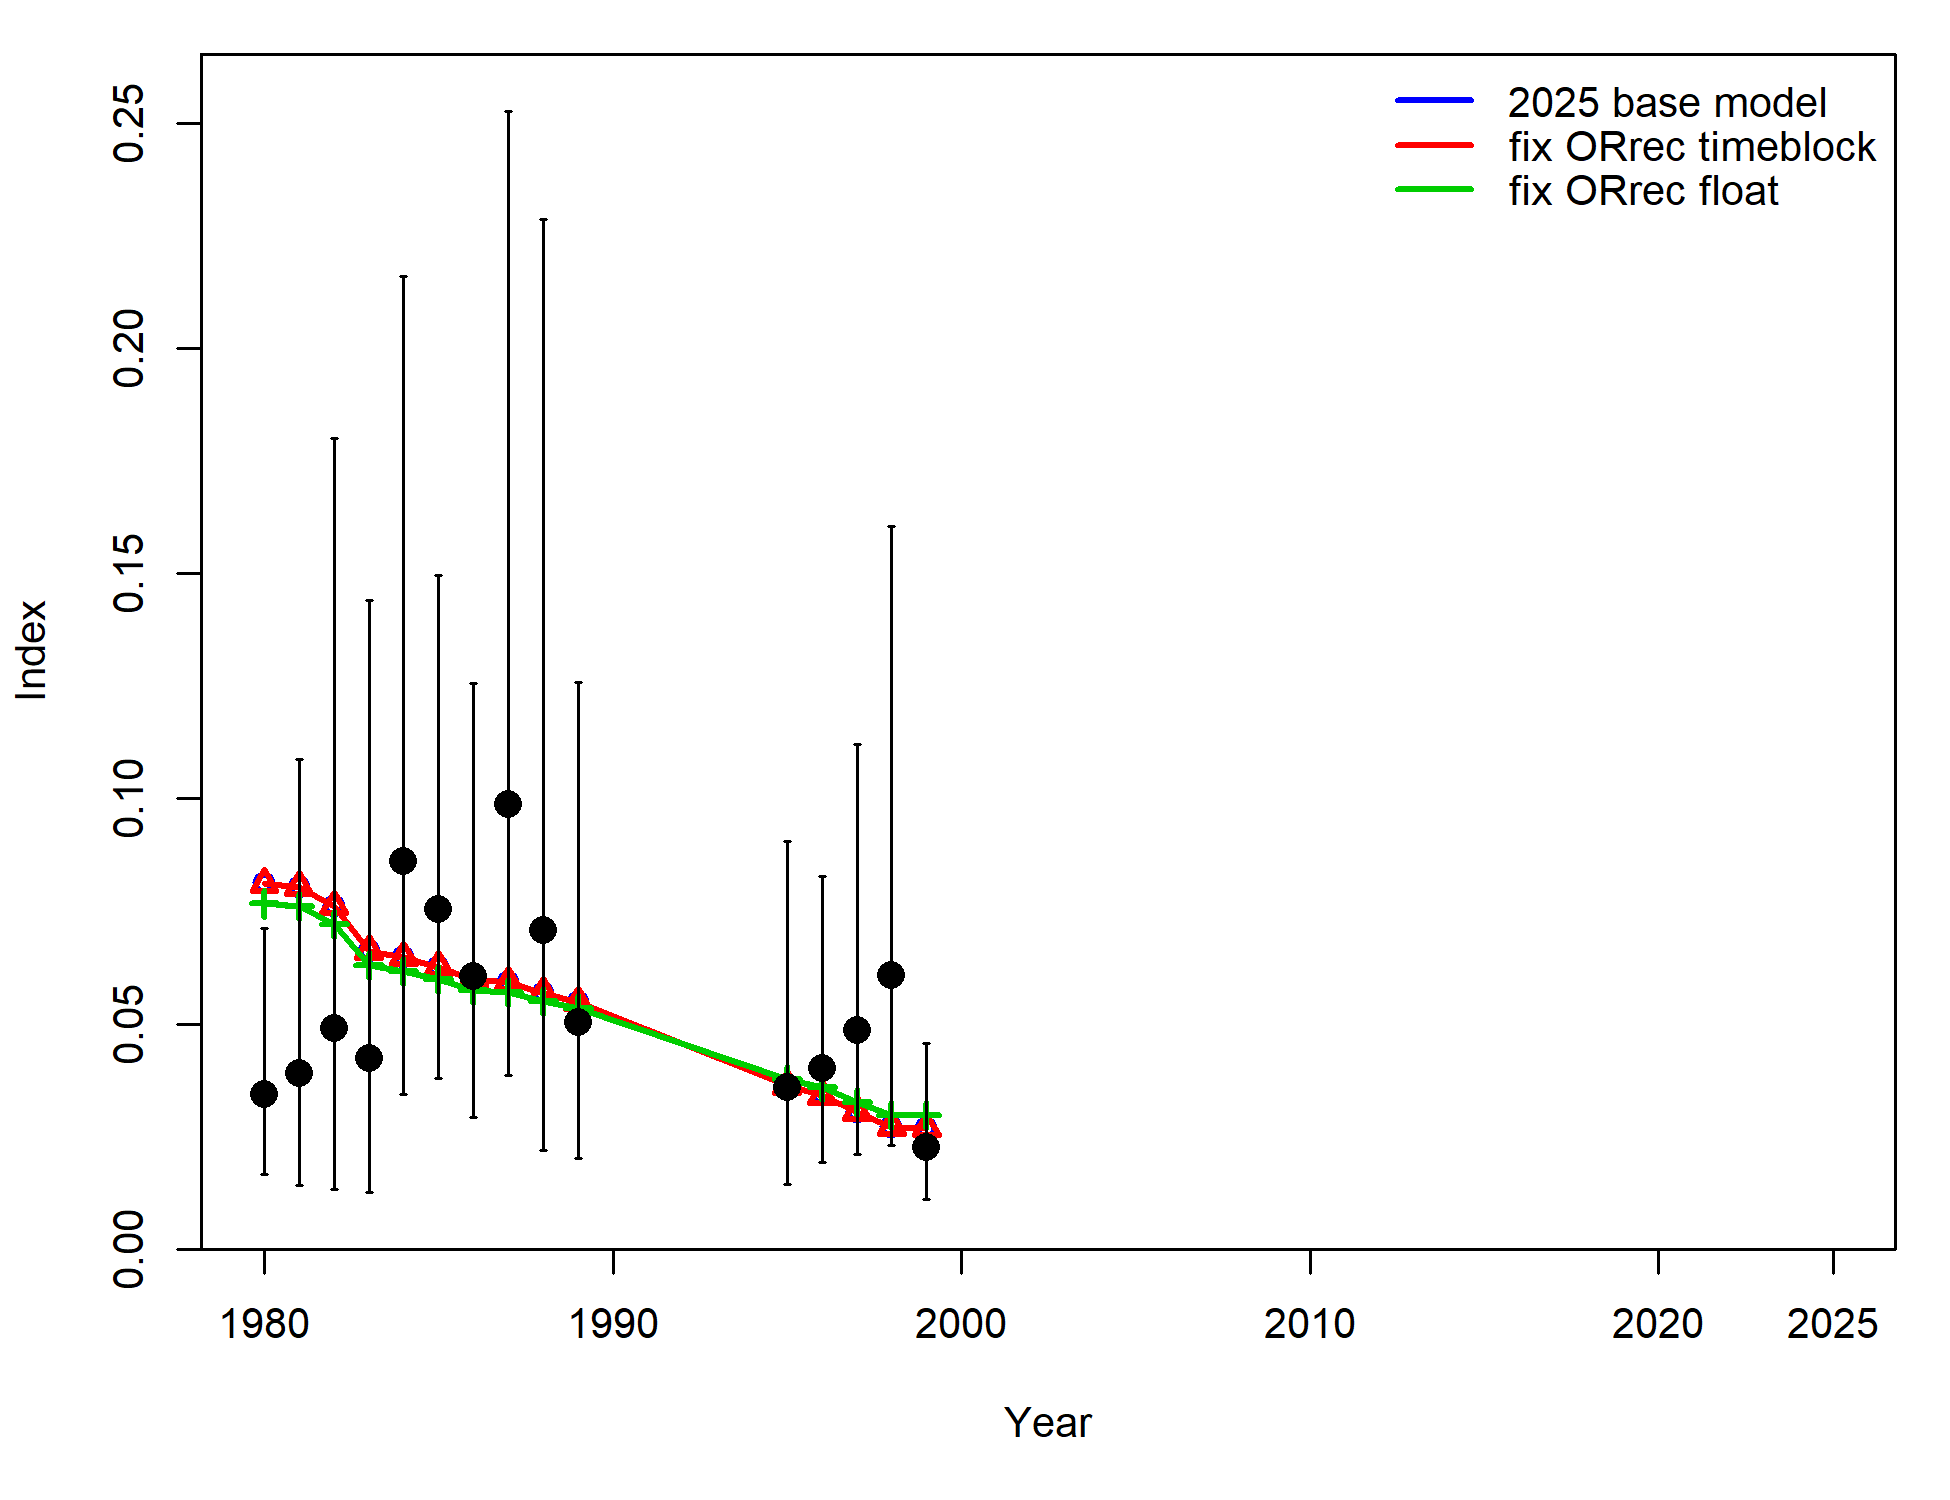 2025 base model
fix ORrec timeblock
fix ORrec float
0.25
0.20
0.15
0.10
0.05
0.00
Index
1980 1990 2000 2010 2020 2025
Year